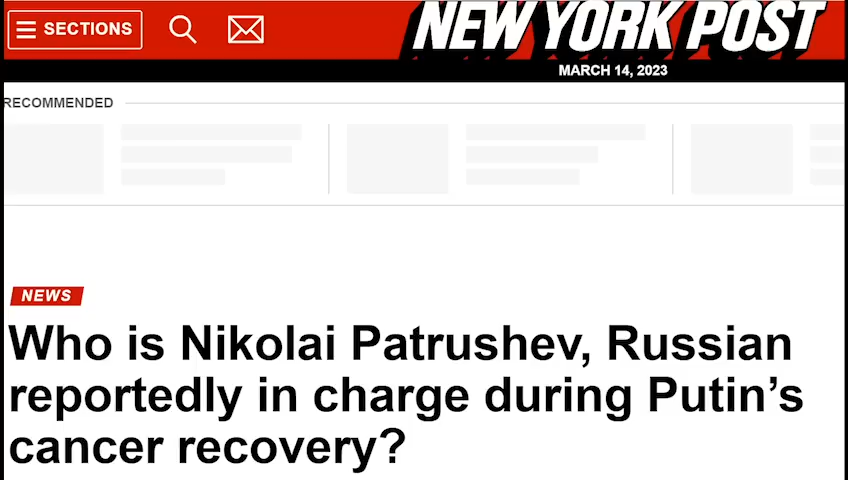 SECTIONS
NEW YORK POST
MARCH 14, 2023
RECOMMENDED
NEWS
Who is Nikolai Patrushev, Russian
reportedly in charge during Putin’s
cancer recovery?